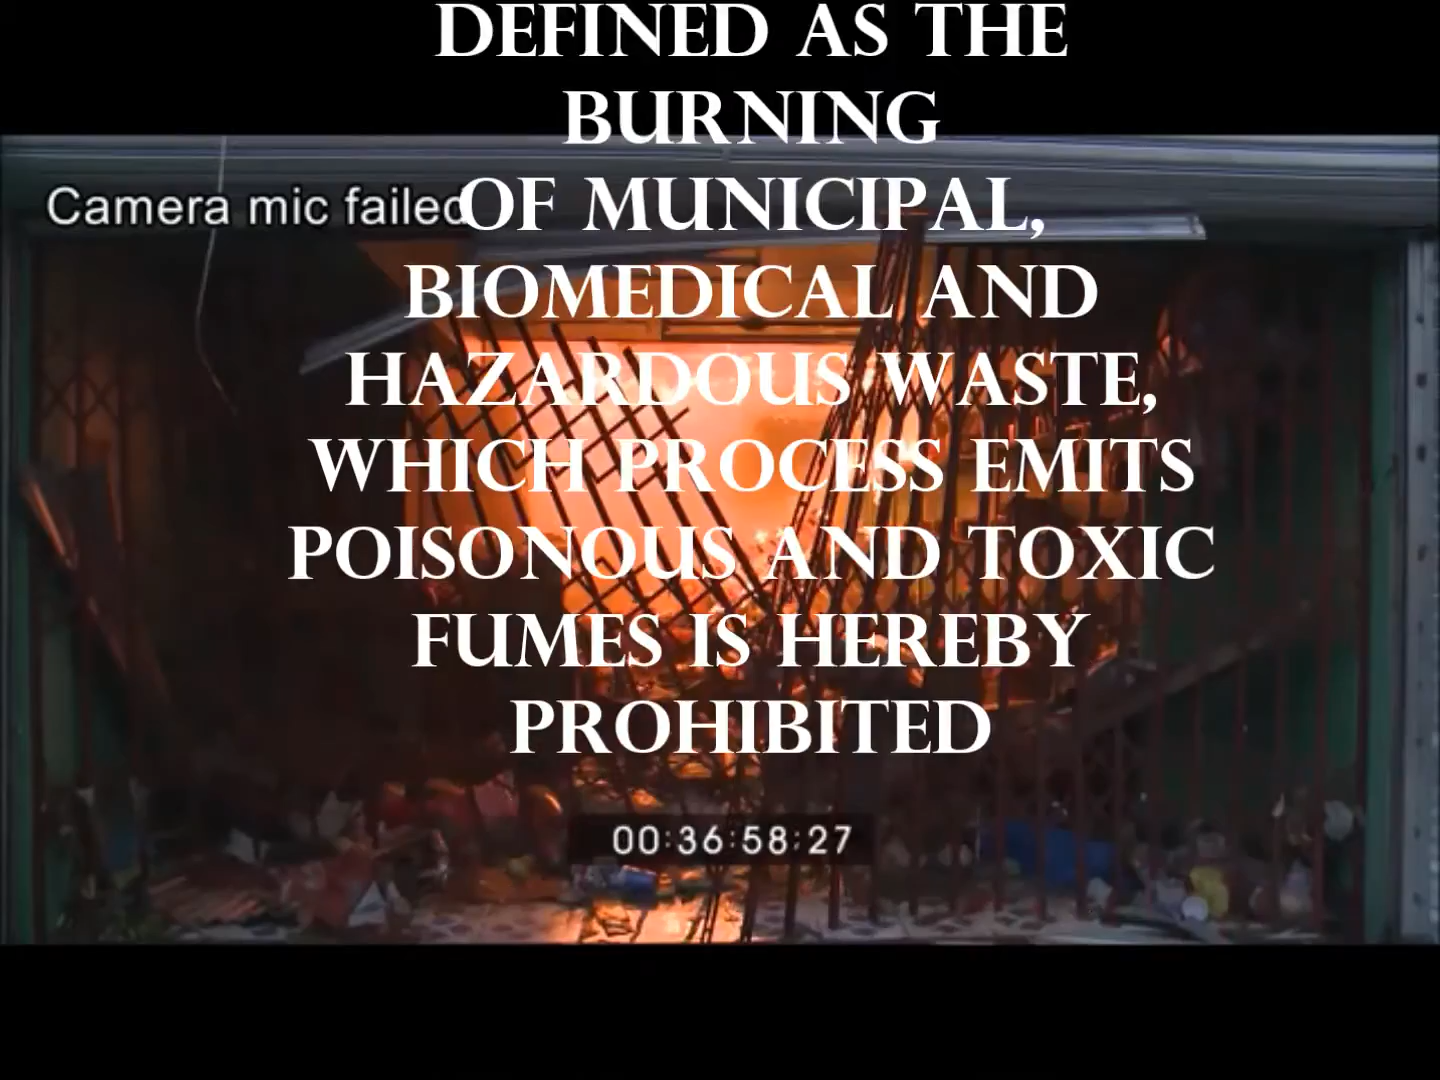 DEFINED AS THE
BURNING
OF MUNICIPAL,
BIOMEDICAL AND
HAZARDOUS WASTE,
WHICH PROCESS EMITS
POISONOUS AND TOXIC
FUMES IS HEREBY
PROHIBITED
Camera mic failed
00:36:58:27